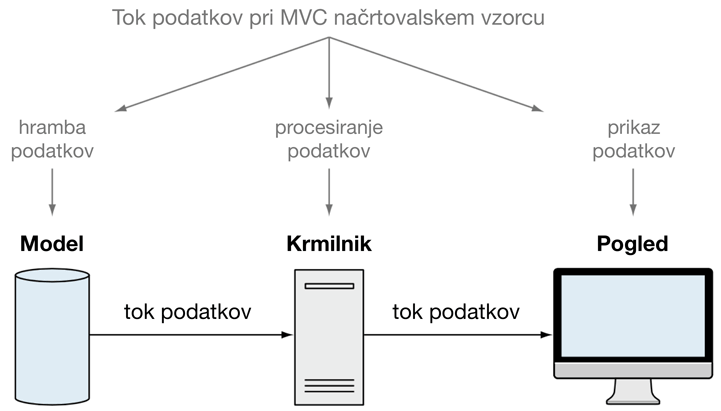 Tok podatkov pri MVC načrtovalskem vzorcu
hramba
podatkov
procesiranje
podatkov
prikaz
podatkov
Model
Krmilnik
Pogled
tok podatkov
tok podatkov